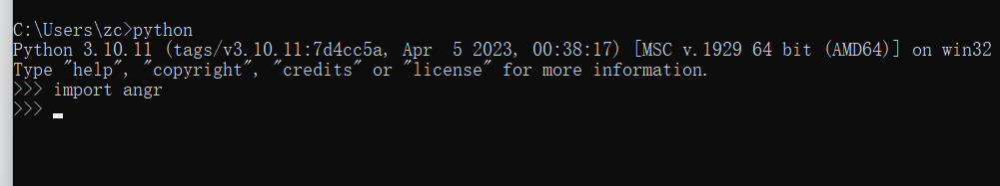 C:\Users\zc>python
Python 3.10.11 (tags/v3.10.11:7d4cc5a, Apr  5 2023, 00:38:17) [MSC v.1929 64 bit (AMD64)] on win32
Type "help", "copyright", "credits" or "license" for more information.
>>> import angr
>>>